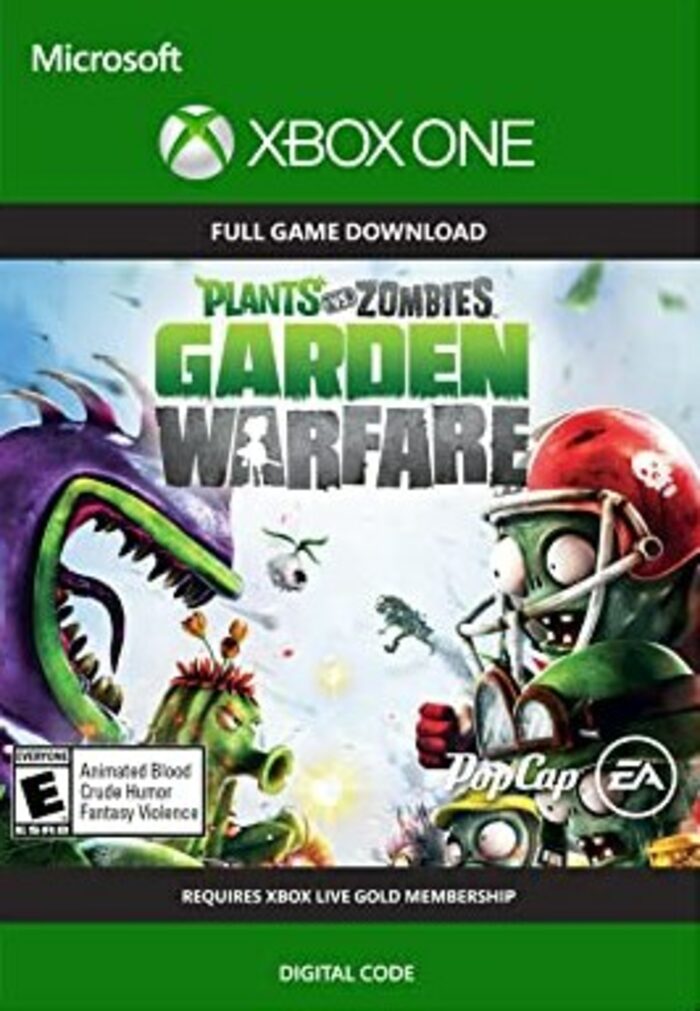 Microsoft
XBOX ONE
FULL GAME DOWNLOAD
PLANTS VS ZOMBIES
GARDEN
WARFARE
EVERYONE
E
ESRB
Animated Blood
Crude Humor
Fantasy Violence
PopCap
EA
REQUIRES XBOX LIVE GOLD MEMBERSHIP
DIGITAL CODE